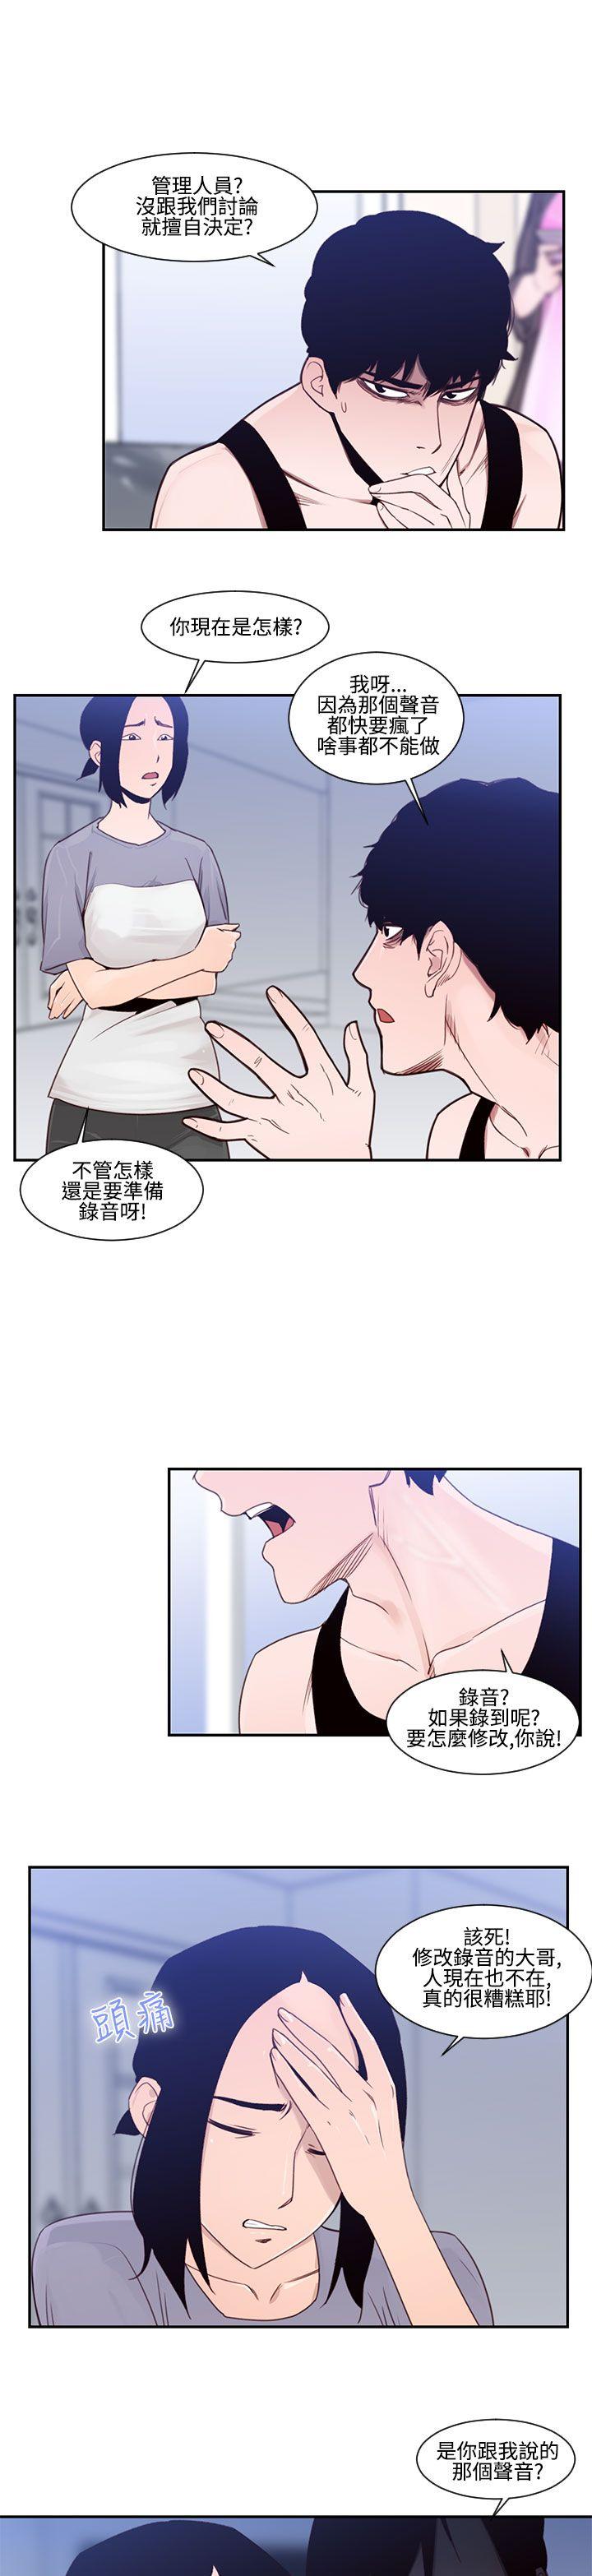 管理人員?
沒跟我們討論
就擅自決定?
你現在是怎樣?
我呀...
因為那個聲音
都快要瘋了
啥事都不能做
不管怎樣
還是要準備
錄音呀!
錄音?
如果錄到呢?
要怎麼修改,你說!
該死!
修改錄音的大哥,
人現在也不在,
真的很糟糕耶!
頭痛
是你跟我說的
那個聲音?